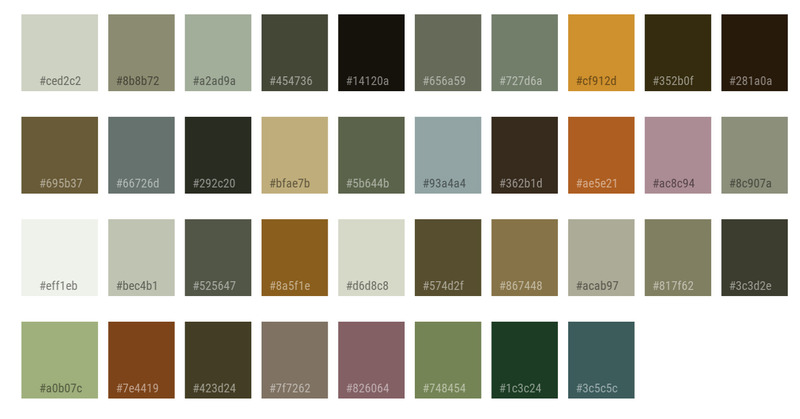 #ced2c2 #8b8b72 #a2ad9a #454736 #14120a #656a59 #727d6a #cf912d #352b0f #281a0a
#695b37 #66726d #292c20 #bfae7b #5b644b #93a4a4 #362b1d #ae5e21 #ac8c94 #8c907a
#eff1eb #bec4b1 #525647 #8a5f1e #d6d8c8 #574d2f #867448 #acab97 #817f62 #3c3d2e
#a0b07c #7e4419 #423d24 #7f7262 #826064 #748454 #1c3c24 #3c5c5c